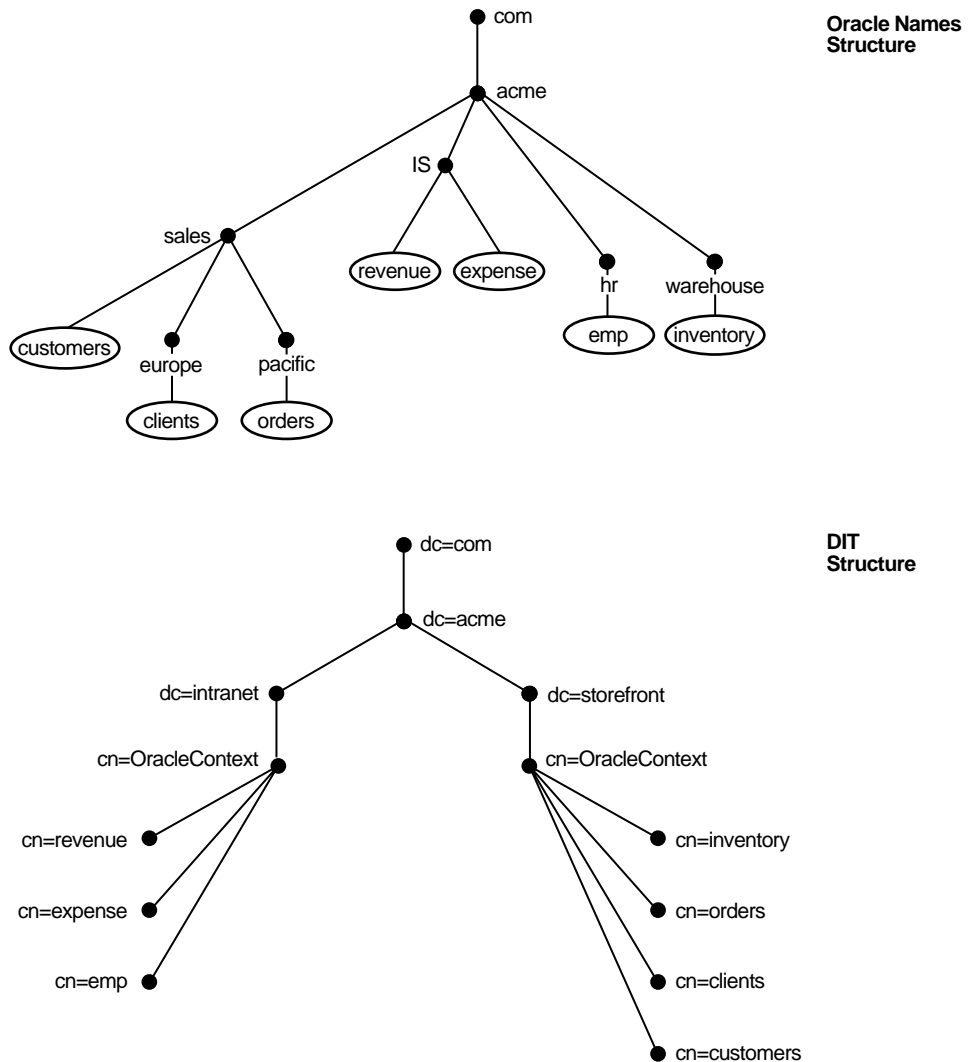 com
Oracle Names
Structure
acme
IS
sales
revenue
expense
hr
warehouse
customers
emp
inventory
europe
pacific
clients
orders
dc=com
DIT
Structure
dc=acme
dc=intranet
dc=storefront
cn=OracleContext
cn=OracleContext
cn=revenue
cn=inventory
cn=expense
cn=orders
cn=emp
cn=clients
cn=customers